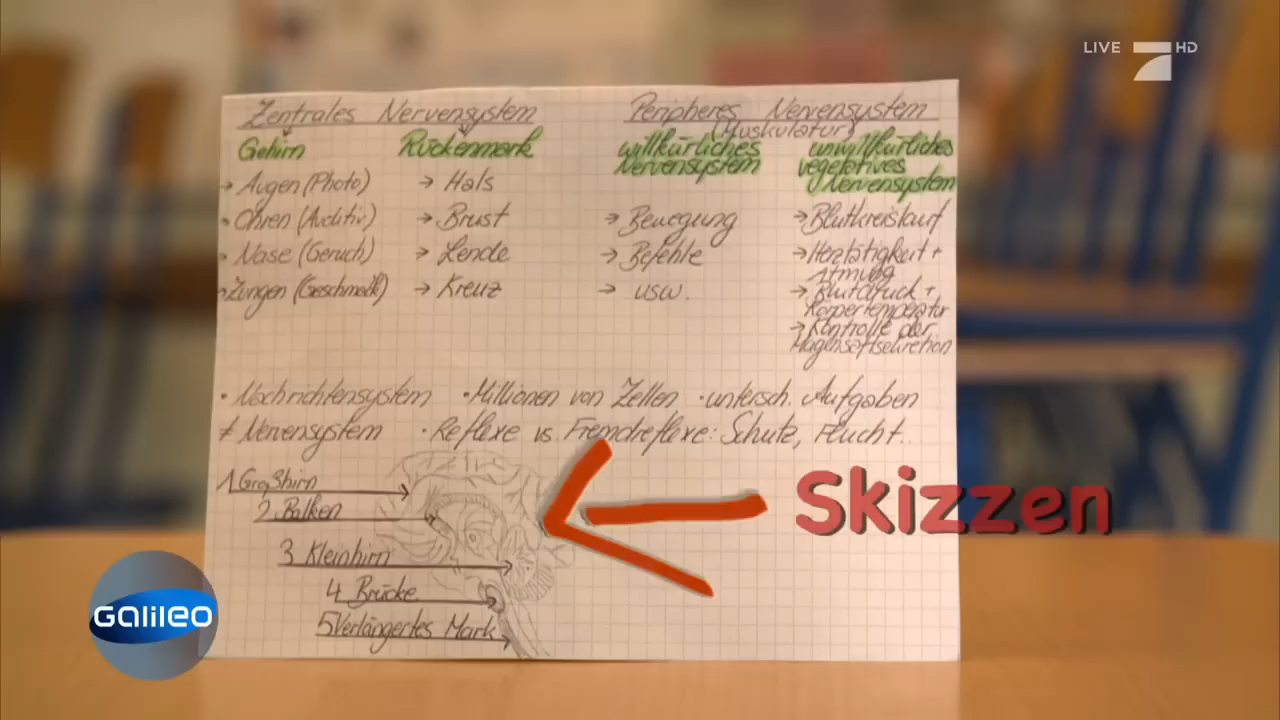 LIVE 7 HD
Zentrales Nervensystem
Gehirn Rückenmark
→ Augen (Photo) → Hals
• Ohren (Auditiv) → Brust
• Nase (Geruch) → Lende
→ Zungen (Geschmack) → Kreuz
Peripheres Nervensystem
(Muskulatur)
willkürliches
Nervensystem
→ Bewegung
→ Befehle
→ usw.
unwillkürliches
vegetatives
Nervensystem
→ Blutkreislauf
→ Herztätigkeit +
Atmung
→ Blutdruck +
Körpertemperatur
→ Kontrolle der
Magensaftsekretion
• Nachrichtensystem • Millionen von Zellen • untersch. Aufgaben
≠ Nervensystem • Reflexe vs. Fremdreflexe: Schutz, Flucht..
1 Großhirn
2 Balken
3 Kleinhirn
4 Brücke
5 Verlängertes Mark
Skizzen
GaLiLEO